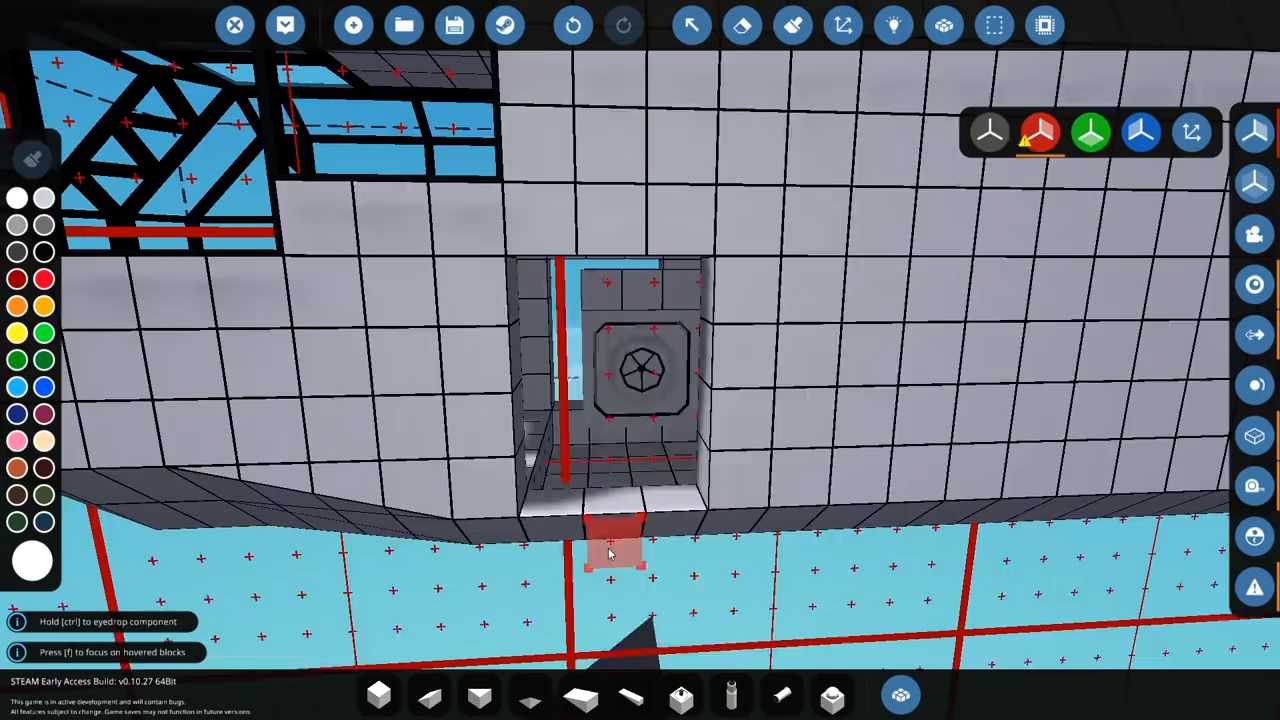 Hold [ctrl] to eyedrop component
Press [f] to focus on hovered blocks
STEAM Early Access Build: v0.10.27 64Bit
This game is in active development and will contain bugs.
All features subject to change. Game saves may not function in future versions.